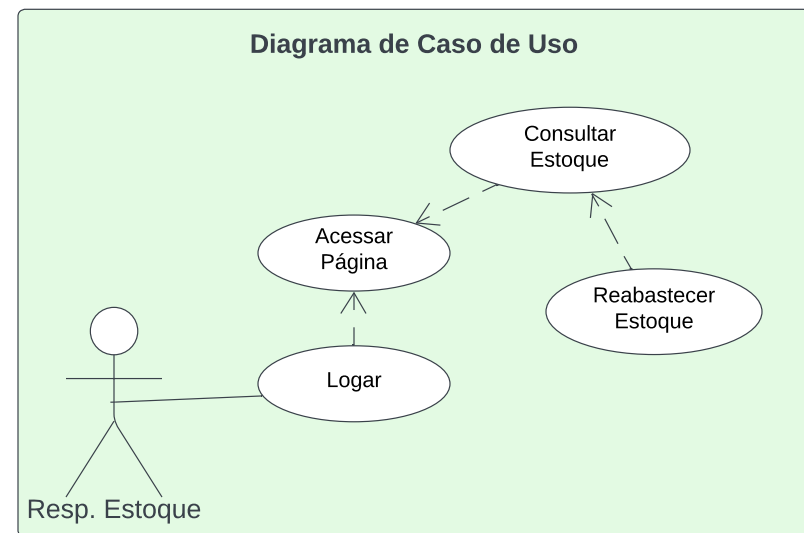 Diagrama de Caso de Uso
Consultar
Estoque
Acessar
Página
Reabastecer
Estoque
Logar
Resp. Estoque